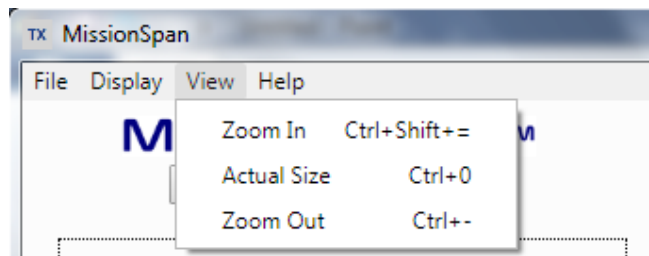 TX MissionSpan
File Display View Help
Zoom In Ctrl+Shift+=
Actual Size Ctrl+0
Zoom Out Ctrl+-